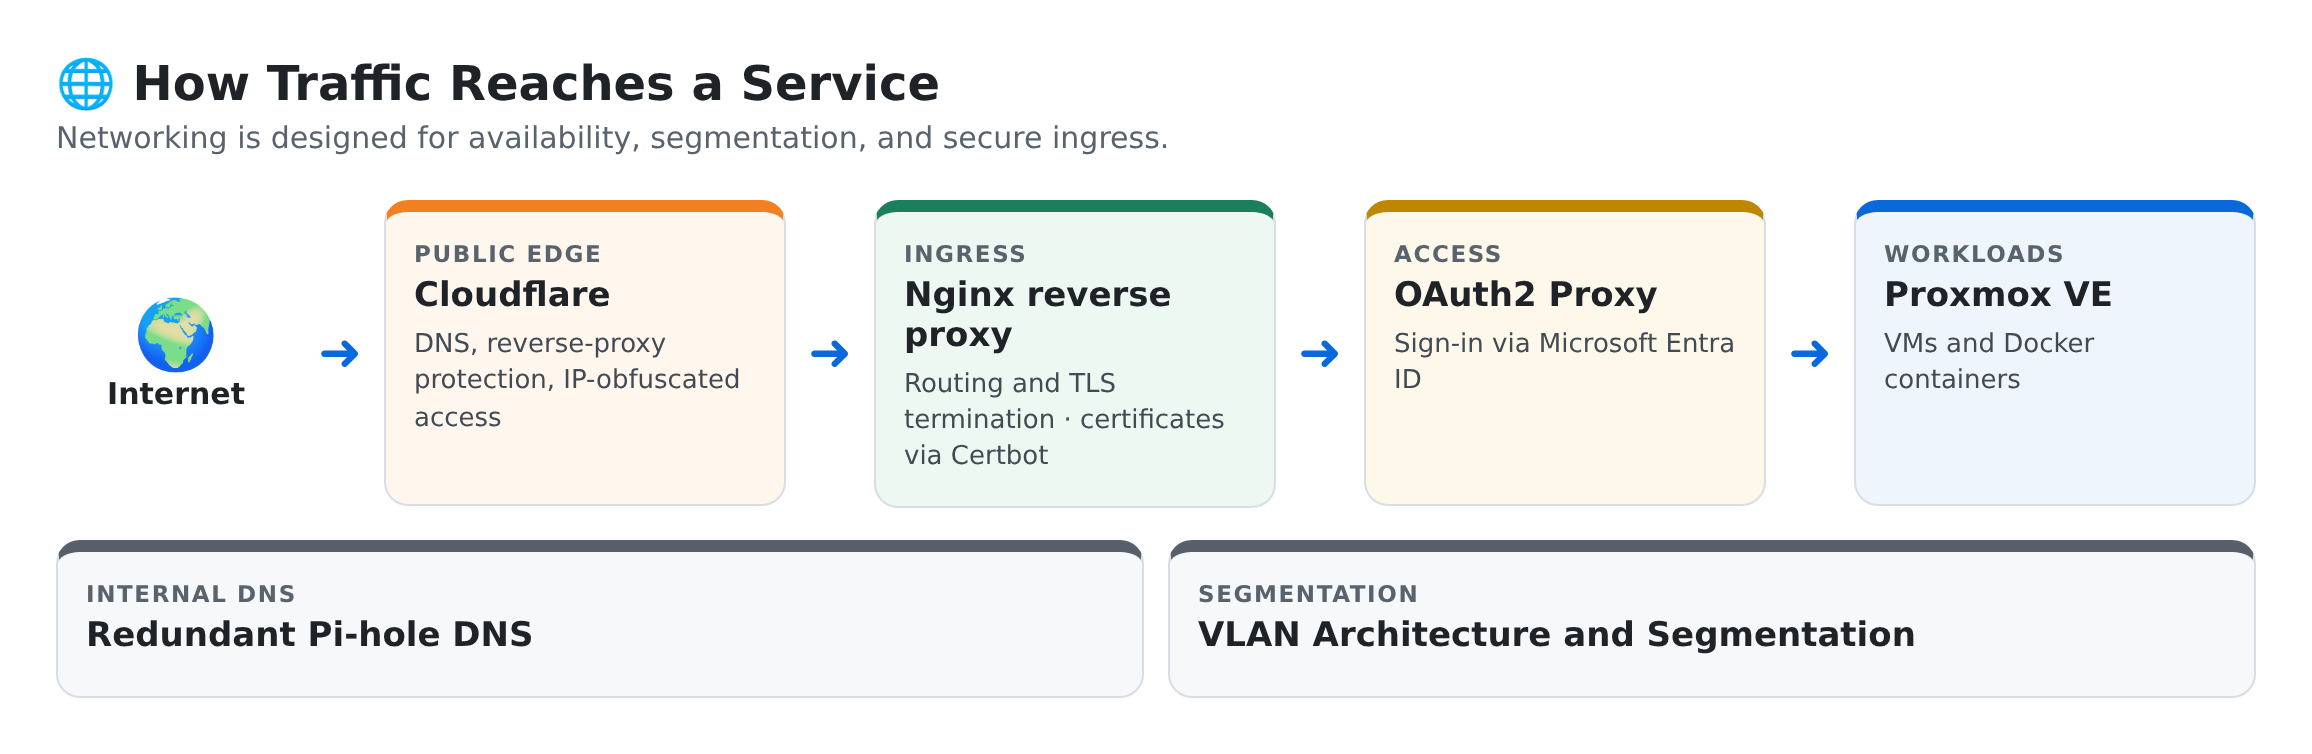 How Traffic Reaches a Service
Networking is designed for availability, segmentation, and secure ingress.
Internet
PUBLIC EDGE
Cloudflare
DNS, reverse-proxy
protection, IP-obfuscated
access
INGRESS
Nginx reverse
proxy
Routing and TLS
termination · certificates
via Certbot
ACCESS
OAuth2 Proxy
Sign-in via Microsoft Entra
ID
WORKLOADS
Proxmox VE
VMs and Docker
containers
INTERNAL DNS
Redundant Pi-hole DNS
SEGMENTATION
VLAN Architecture and Segmentation